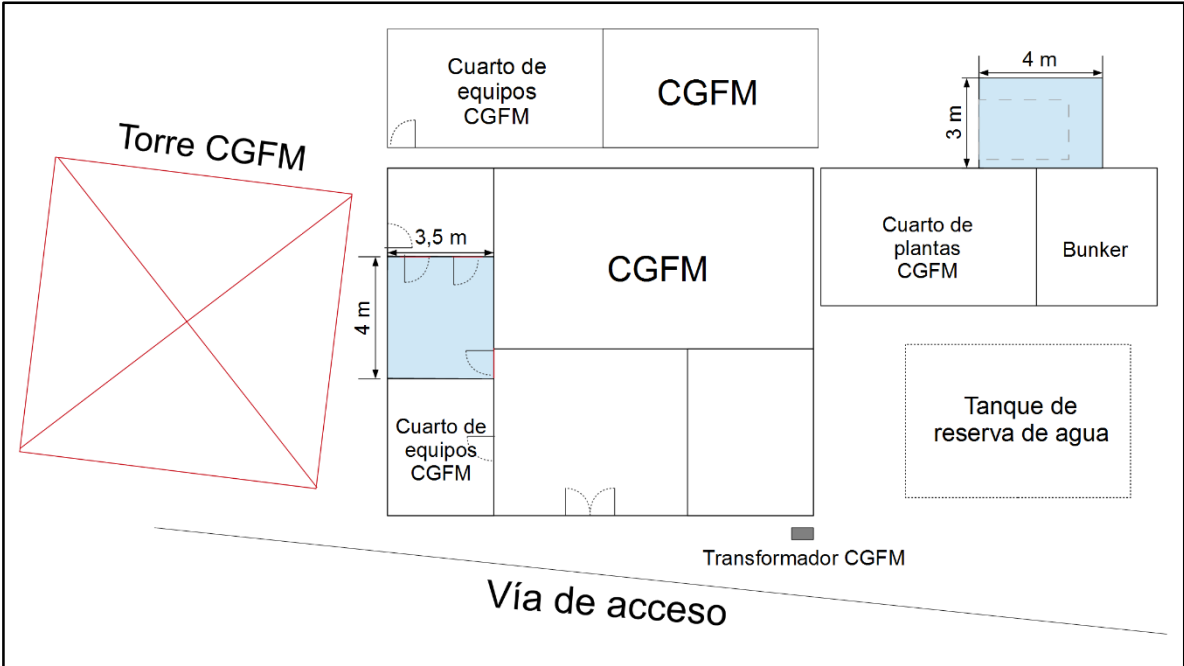 Torre CGFM
Cuarto de
equipos
CGFM
CGFM
4 m
3 m
3,5 m
4 m
CGFM
Cuarto de
plantas
CGFM
Bunker
Cuarto de
equipos
CGFM
Tanque de
reserva de agua
Transformador CGFM
Vía de acceso